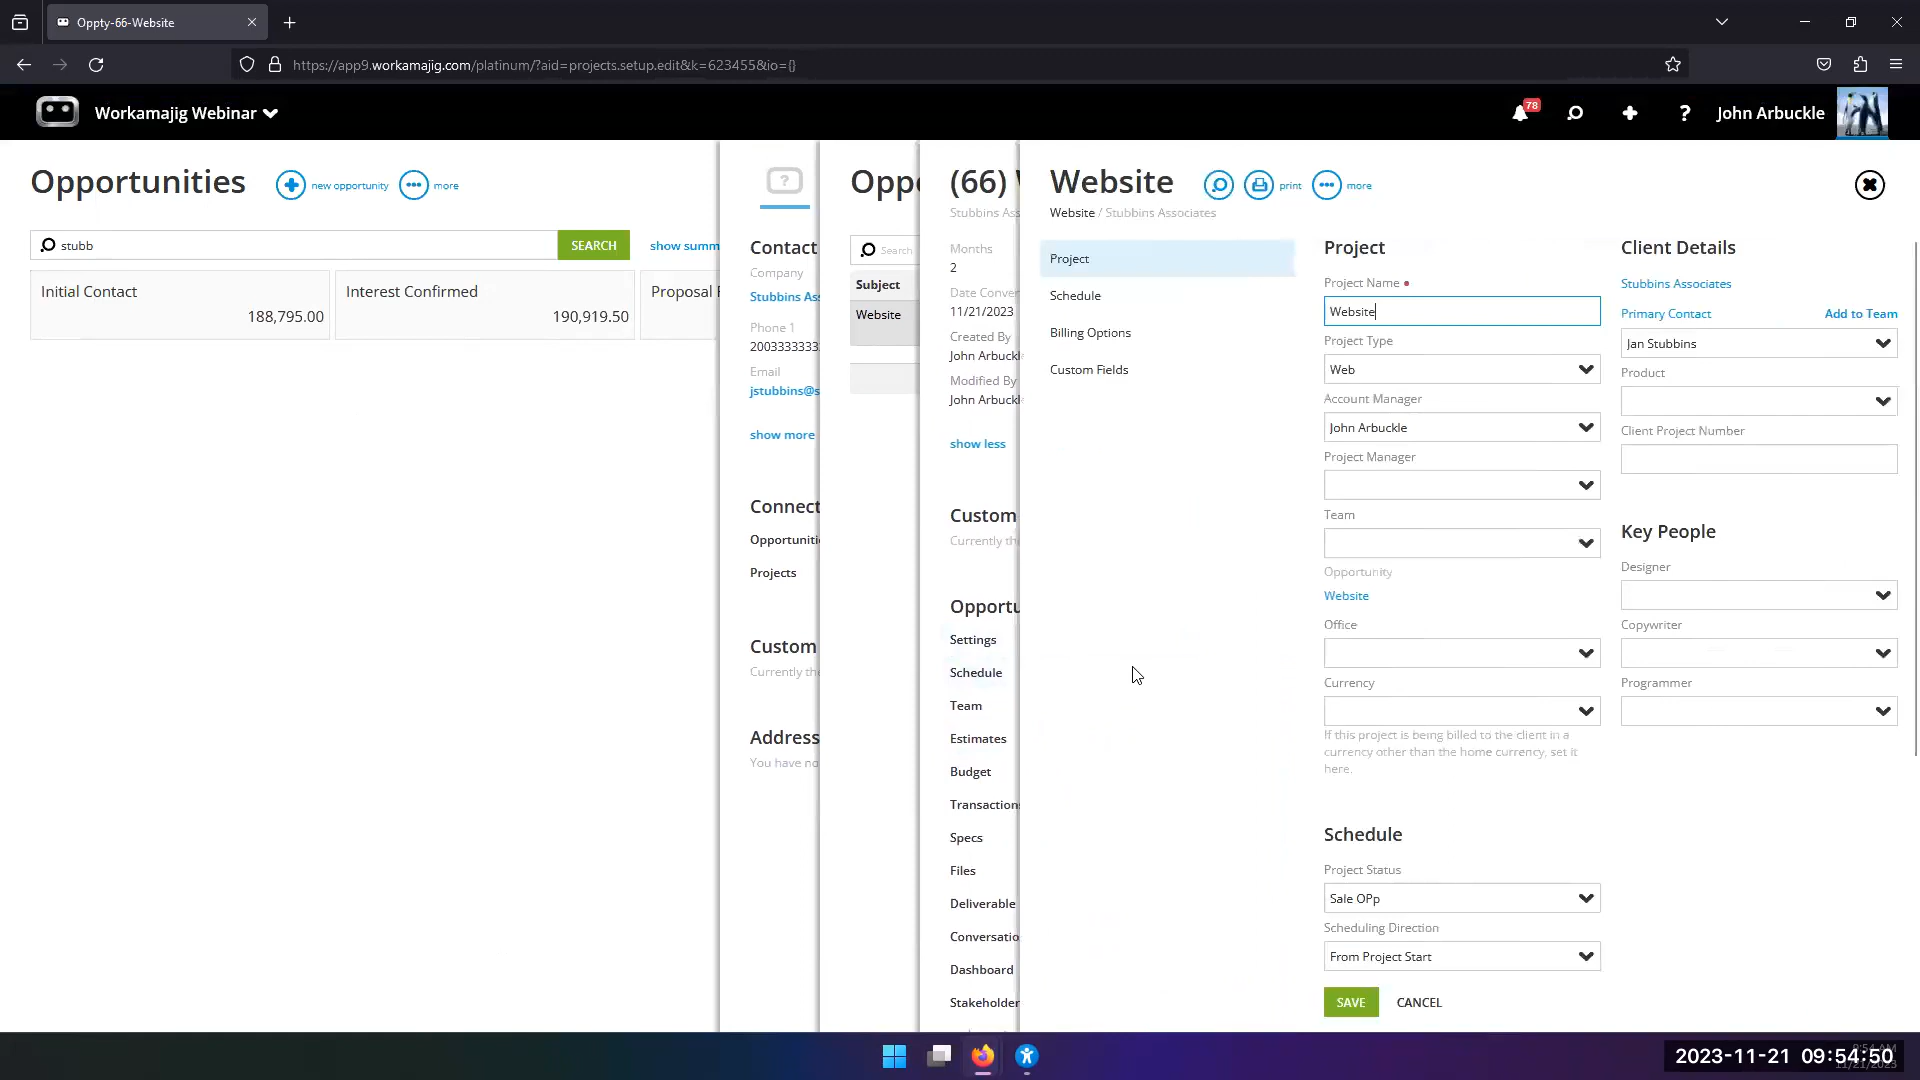 Oppty-66-Website
https://app9.workamajig.com/platinum/?aid=projects.setup.edit&k=623455&io={}
Workamajig Webinar
78
?
John Arbuckle
Opportunities
new opportunity
more
stubb
SEARCH
show summ
Initial Contact
188,795.00
Interest Confirmed
190,919.50
Proposal
?
Contact
Company
Stubbins Ass
Phone 1
2003333333
Email
jstubbins@s
show more
Connect
Opportunitie
Projects
Custom
Currently the
Address
You have no
Oppo
Search
Subject
Website
(66)
Stubbins Ass
Months
2
Date Conver
11/21/2023
Created By
John Arbuckle
Modified By
John Arbuckle
show less
Custom
Currently th
Opportu
Settings
Schedule
Team
Estimates
Budget
Transactions
Specs
Files
Deliverable
Conversatio
Dashboard
Stakeholder
Website
print
more
Website / Stubbins Associates
Project
Schedule
Billing Options
Custom Fields
Project
Project Name
Website
Project Type
Web
Account Manager
John Arbuckle
Project Manager
Team
Opportunity
Website
Office
Currency
If this project is being billed to the client in a
currency other than the home currency, set it
here.
Schedule
Project Status
Sale OPp
Scheduling Direction
From Project Start
SAVE
CANCEL
Client Details
Stubbins Associates
Primary Contact
Add to Team
Jan Stubbins
Product
Client Project Number
Key People
Designer
Copywriter
Programmer
2023-11-21 09:54:50